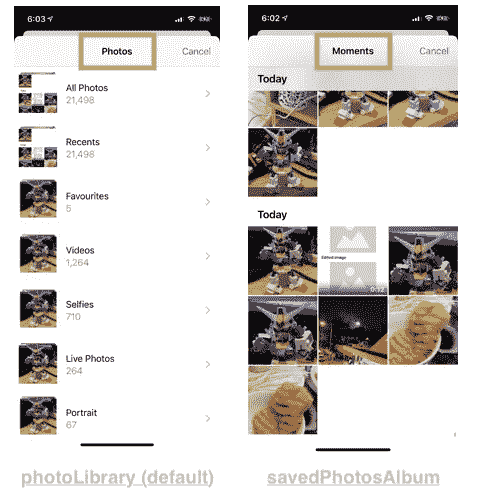 6:03
Photos
Cancel
All Photos
21,498
Recents
21,498
Favourites
5
Videos
1,264
Selfies
710
Live Photos
264
Portrait
67
photoLibrary (default)
6:02
Moments
Cancel
Today
Today
Edited image
savedPhotosAlbum